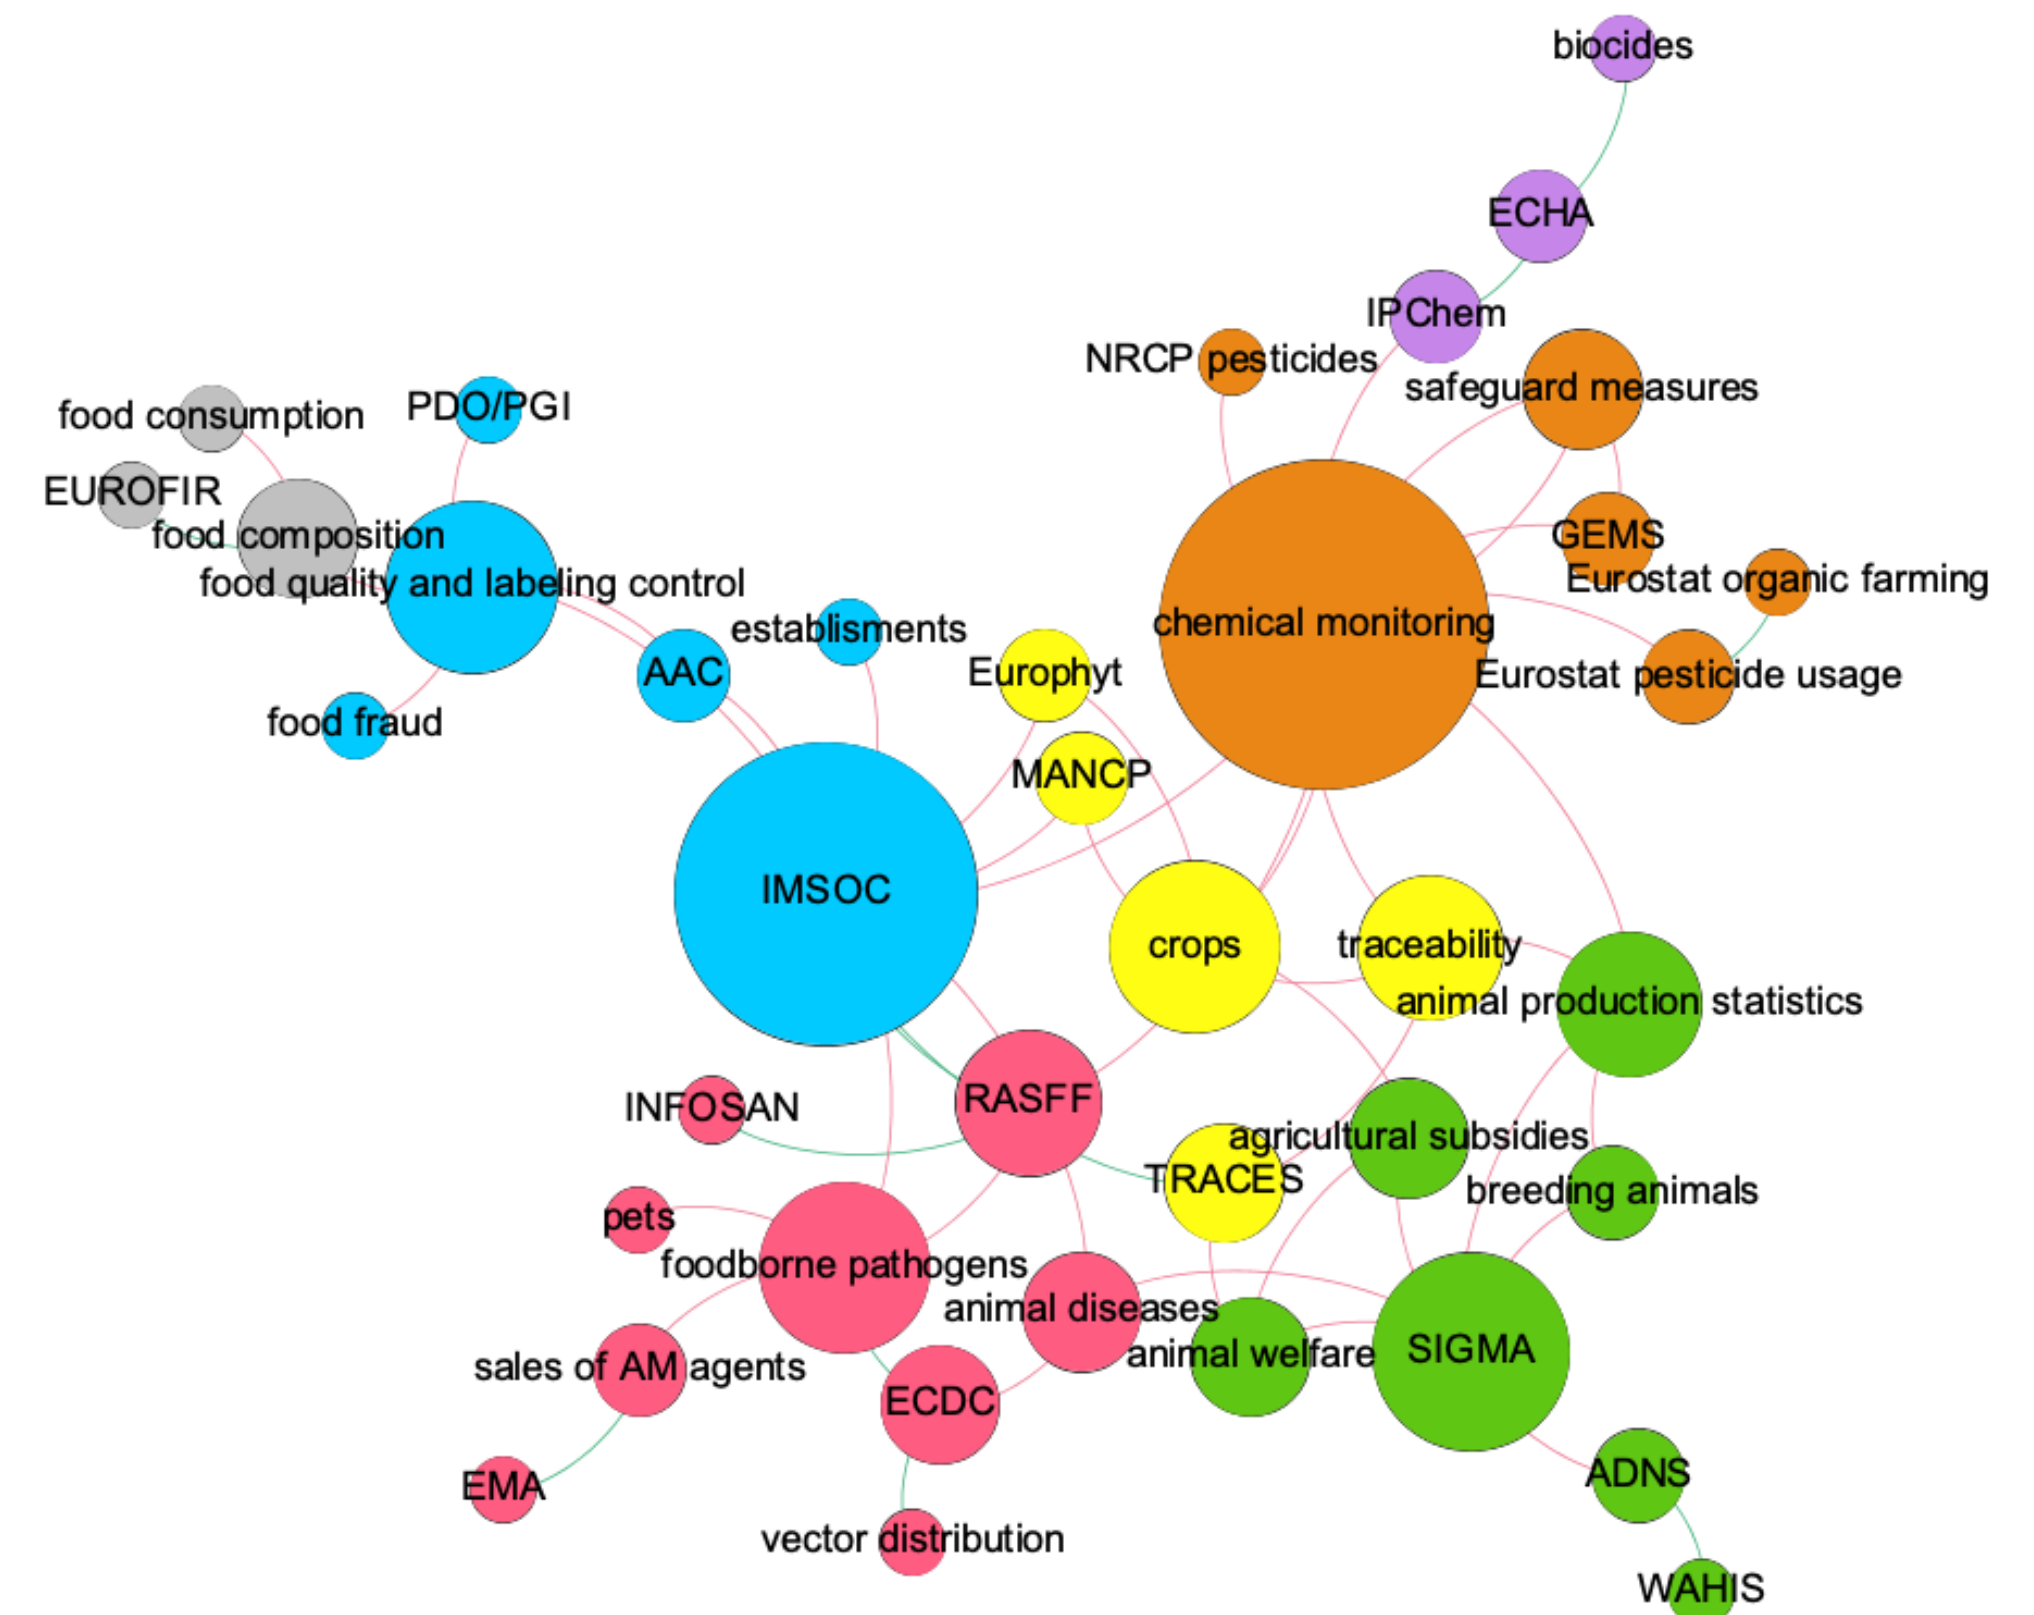 biocides
ECHA
IPChem
NRCP pesticides
safeguard measures
food consumption
PDO/PGI
EUROFIR
food composition
GEMS
food quality and labeling control
Eurostat organic farming
establisments
chemical monitoring
AAC
Europhyt
Eurostat pesticide usage
food fraud
MANCP
IMSOC
crops
traceability
animal production statistics
INFOSAN
RASFF
agricultural subsidies
TRACES
breeding animals
pets
foodborne pathogens
animal diseases
animal welfare
SIGMA
sales of AM agents
ECDC
EMA
ADNS
vector distribution
WAHIS